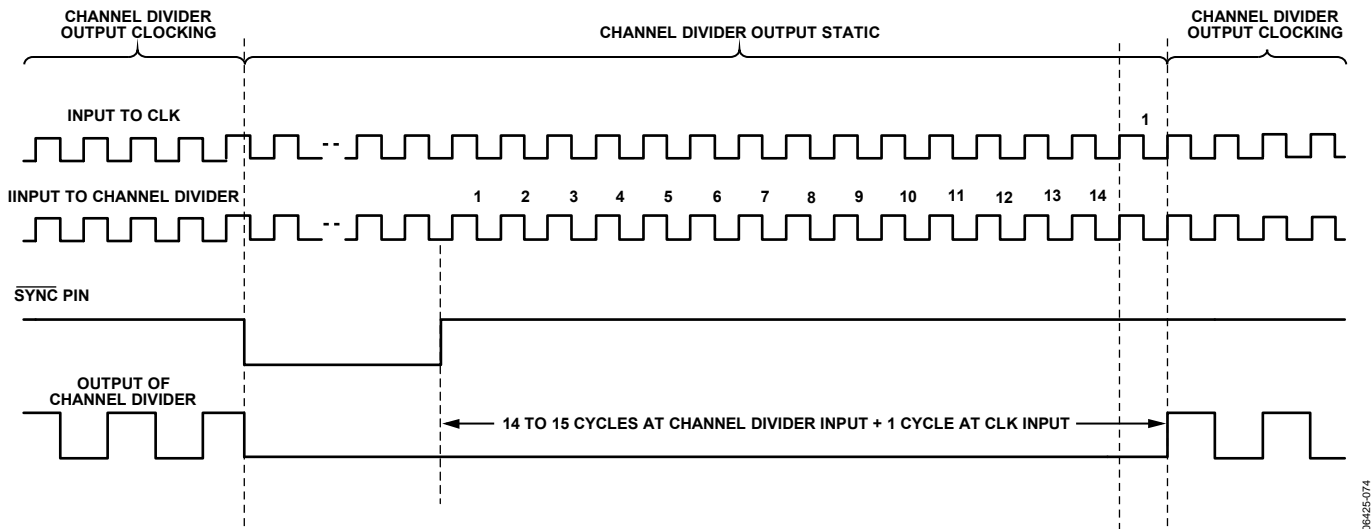 CHANNEL DIVIDER
OUTPUT CLOCKING
CHANNEL DIVIDER OUTPUT STATIC
CHANNEL DIVIDER
OUTPUT CLOCKING
INPUT TO CLK
1
IINPUT TO CHANNEL DIVIDER
1 2 3 4 5 6 7 8 9 10 11 12 13 14
SYNC PIN
OUTPUT OF
CHANNEL DIVIDER
14 TO 15 CYCLES AT CHANNEL DIVIDER INPUT + 1 CYCLE AT CLK INPUT
06425-074